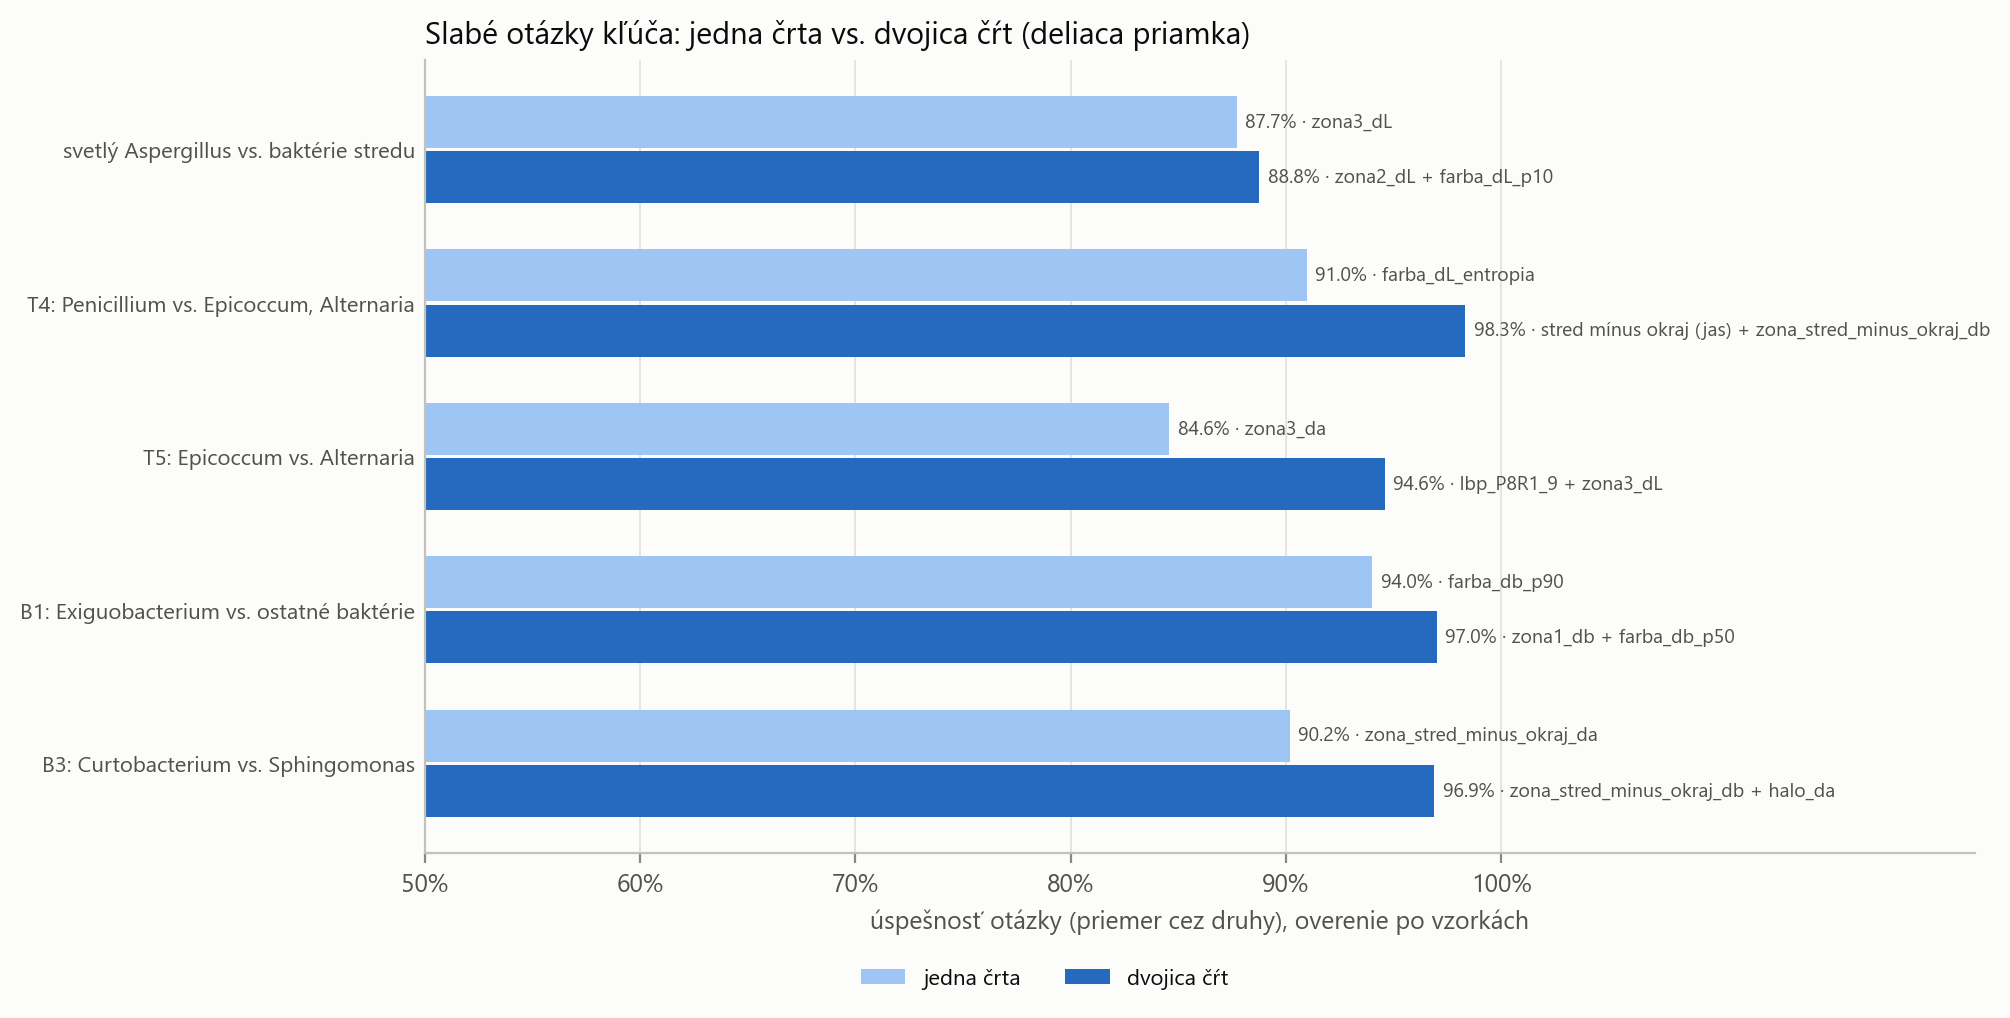 Slabé otázky kľúča: jedna črta vs. dvojica čŕt (deliaca priamka)
svetlý Aspergillus vs. baktérie stredu
87.7% · zona3_dL
88.8% · zona2_dL + farba_dL_p10
T4: Penicillium vs. Epicoccum, Alternaria
91.0% · farba_dL_entropia
98.3% · stred mínus okraj (jas) + zona_stred_minus_okraj_db
T5: Epicoccum vs. Alternaria
84.6% · zona3_da
94.6% · lbp_P8R1_9 + zona3_dL
B1: Exiguobacterium vs. ostatné baktérie
94.0% · farba_db_p90
97.0% · zona1_db + farba_db_p50
B3: Curtobacterium vs. Sphingomonas
90.2% · zona_stred_minus_okraj_da
96.9% · zona_stred_minus_okraj_db + halo_da
50% 60% 70% 80% 90% 100%
úspešnosť otázky (priemer cez druhy), overenie po vzorkách
jedna črta dvojica čŕt